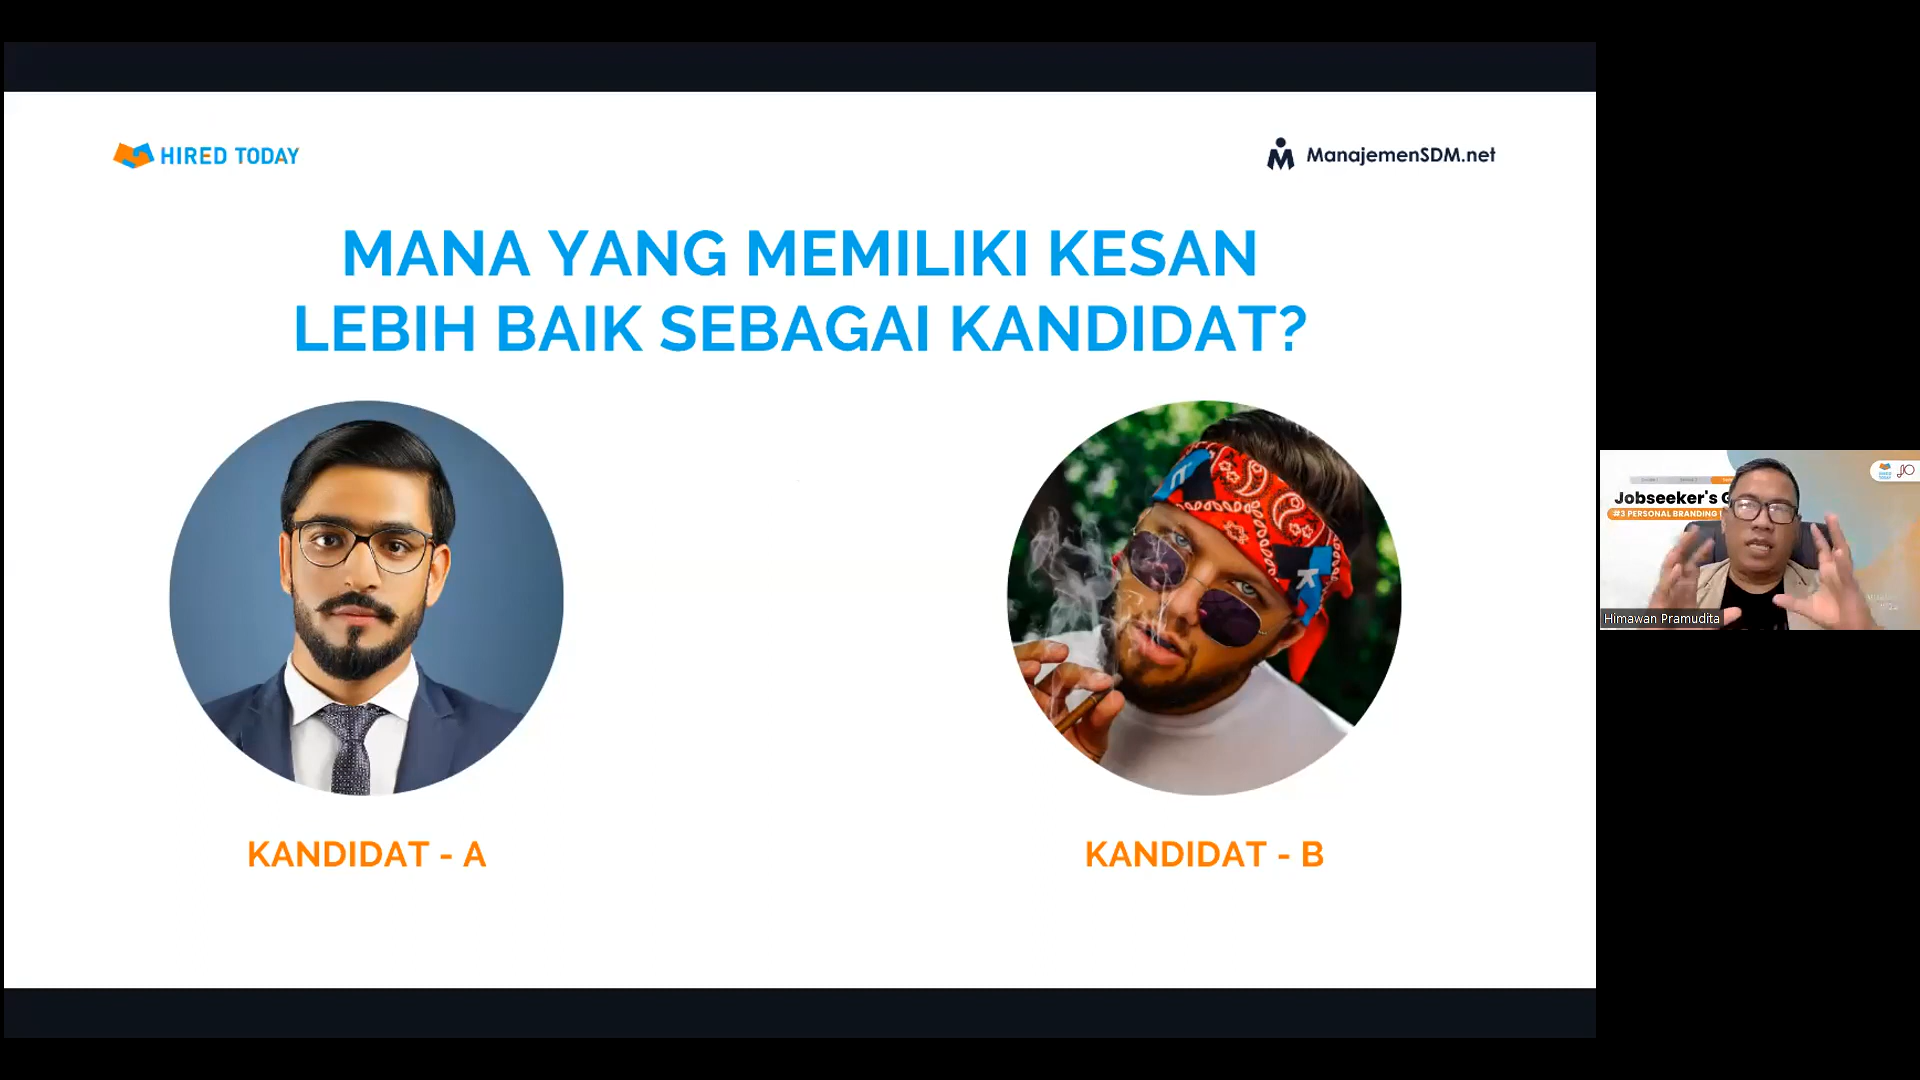 HIRED TODAY
ManajemenSDM.net
MANA YANG MEMILIKI KESAN
LEBIH BAIK SEBAGAI KANDIDAT?
KANDIDAT - A
KANDIDAT - B
Jobseeker's G
#3 PERSONAL BRANDING
Himawan Pramudita